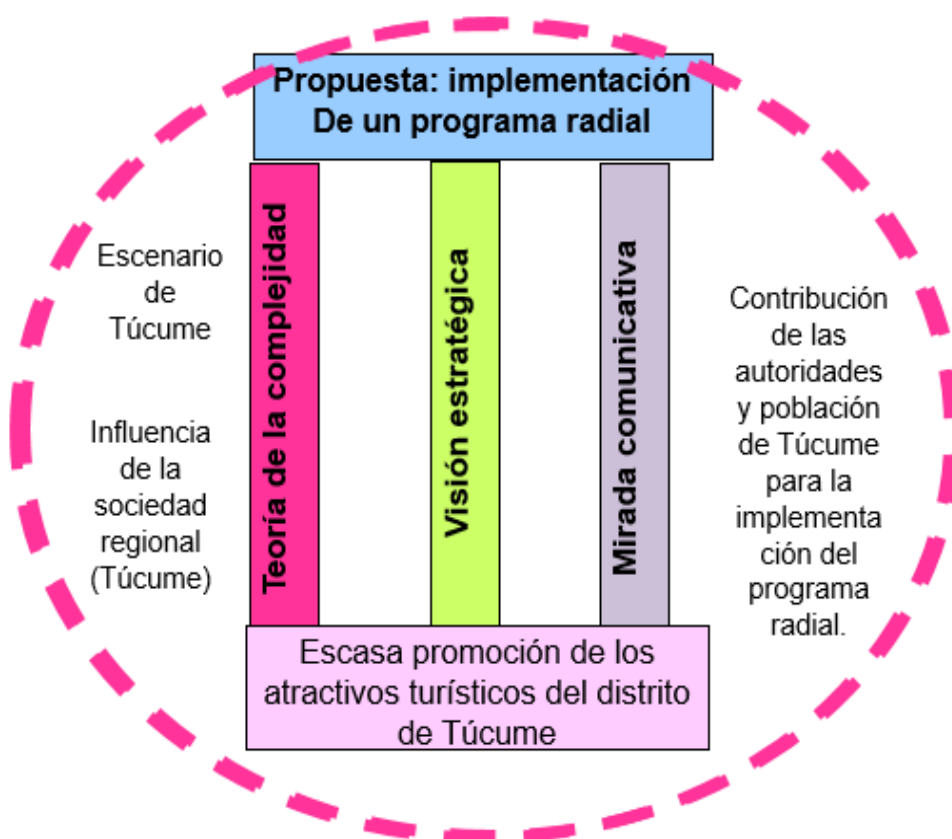 Propuesta: implementación
De un programa radial
Escenario
de
Túcume
Influencia
de la
sociedad
regional
(Túcume)
Teoría de la complejidad
Visión estratégica
Mirada comunicativa
Contribución
de las
autoridades
y población
de Túcume
para la
implementa
ción del
programa
radial.
Escasa promoción de los
atractivos turísticos del distrito
de Túcume